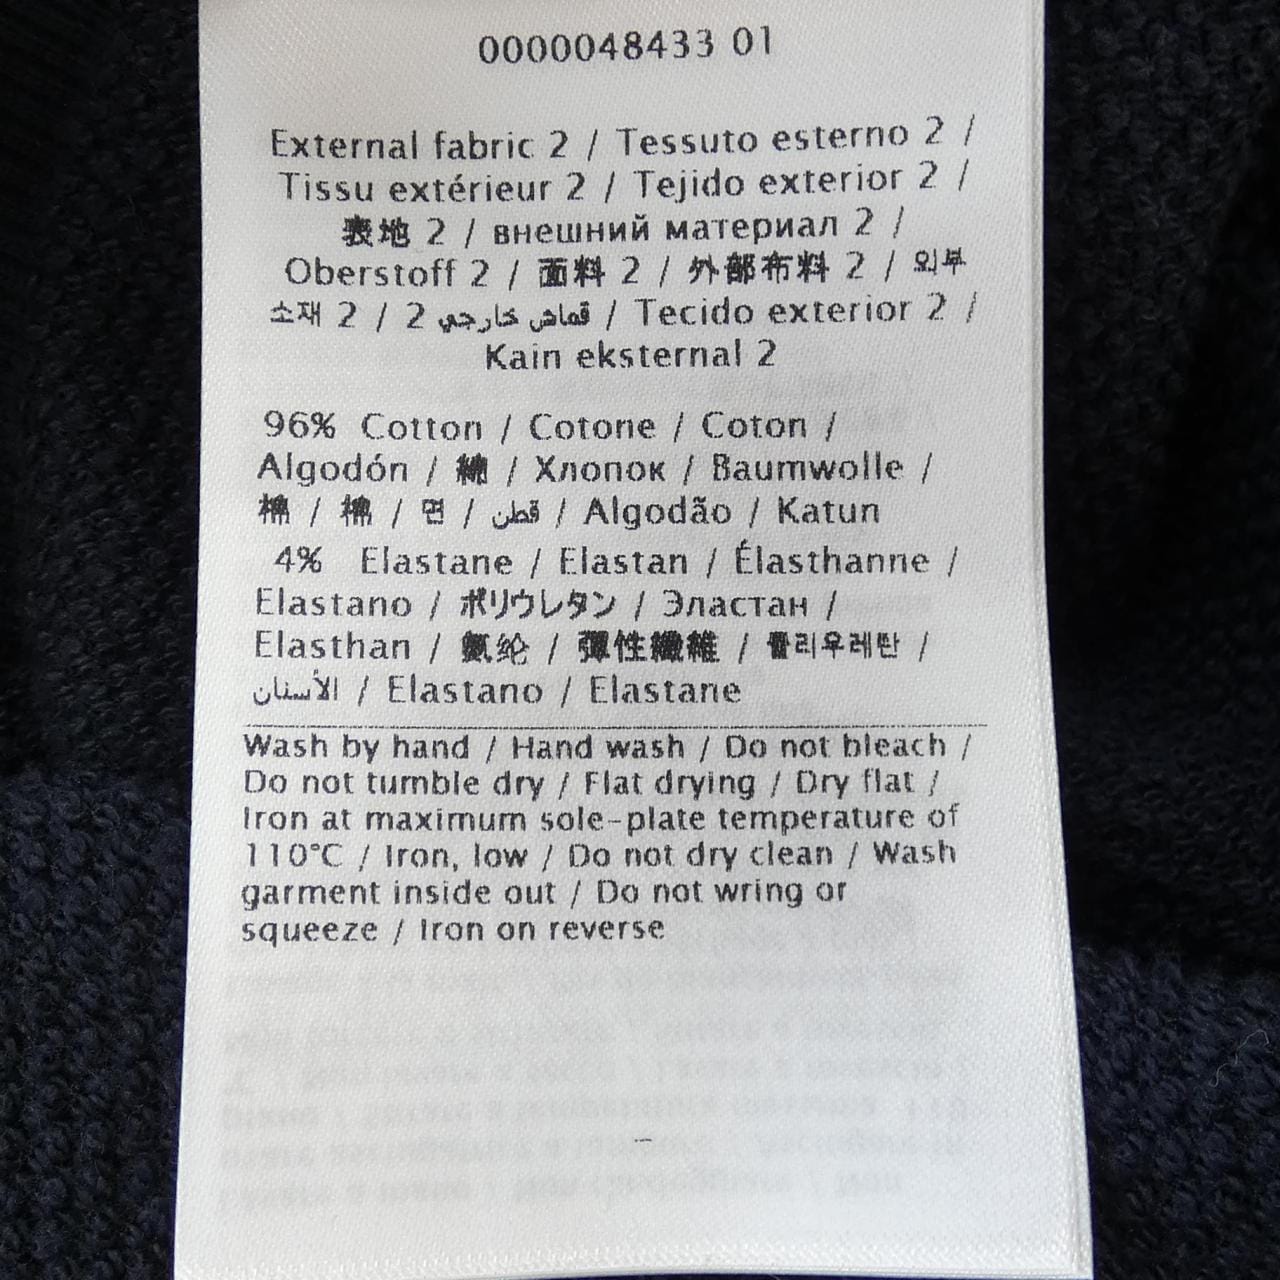 0000048433 01
External fabric 2 / Tessuto esterno 2 /
Tissu extérieur 2 / Tejido exterior 2 /
表地 2 / внешний материал 2 /
Oberstoff 2 / 面料 2 / 外部布料 2 / 외부
소재 2 / قماش خارجي 2 / Tecido exterior 2 /
Kain eksternal 2
96% Cotton / Cotone / Coton /
Algodón / 綿 / Хлопок / Baumwolle /
棉 / 棉 / 면 / قطن / Algodão / Katun
4% Elastane / Elastan / Élasthanne /
Elastano / ポリウレタン / Эластан /
Elasthan / 氨纶 / 彈性纖維 / 폴리우레탄 /
الأستان / Elastano / Elastane
Wash by hand / Hand wash / Do not bleach /
Do not tumble dry / Flat drying / Dry flat /
Iron at maximum sole-plate temperature of
110°C / Iron, low / Do not dry clean / Wash
garment inside out / Do not wring or
squeeze / Iron on reverse